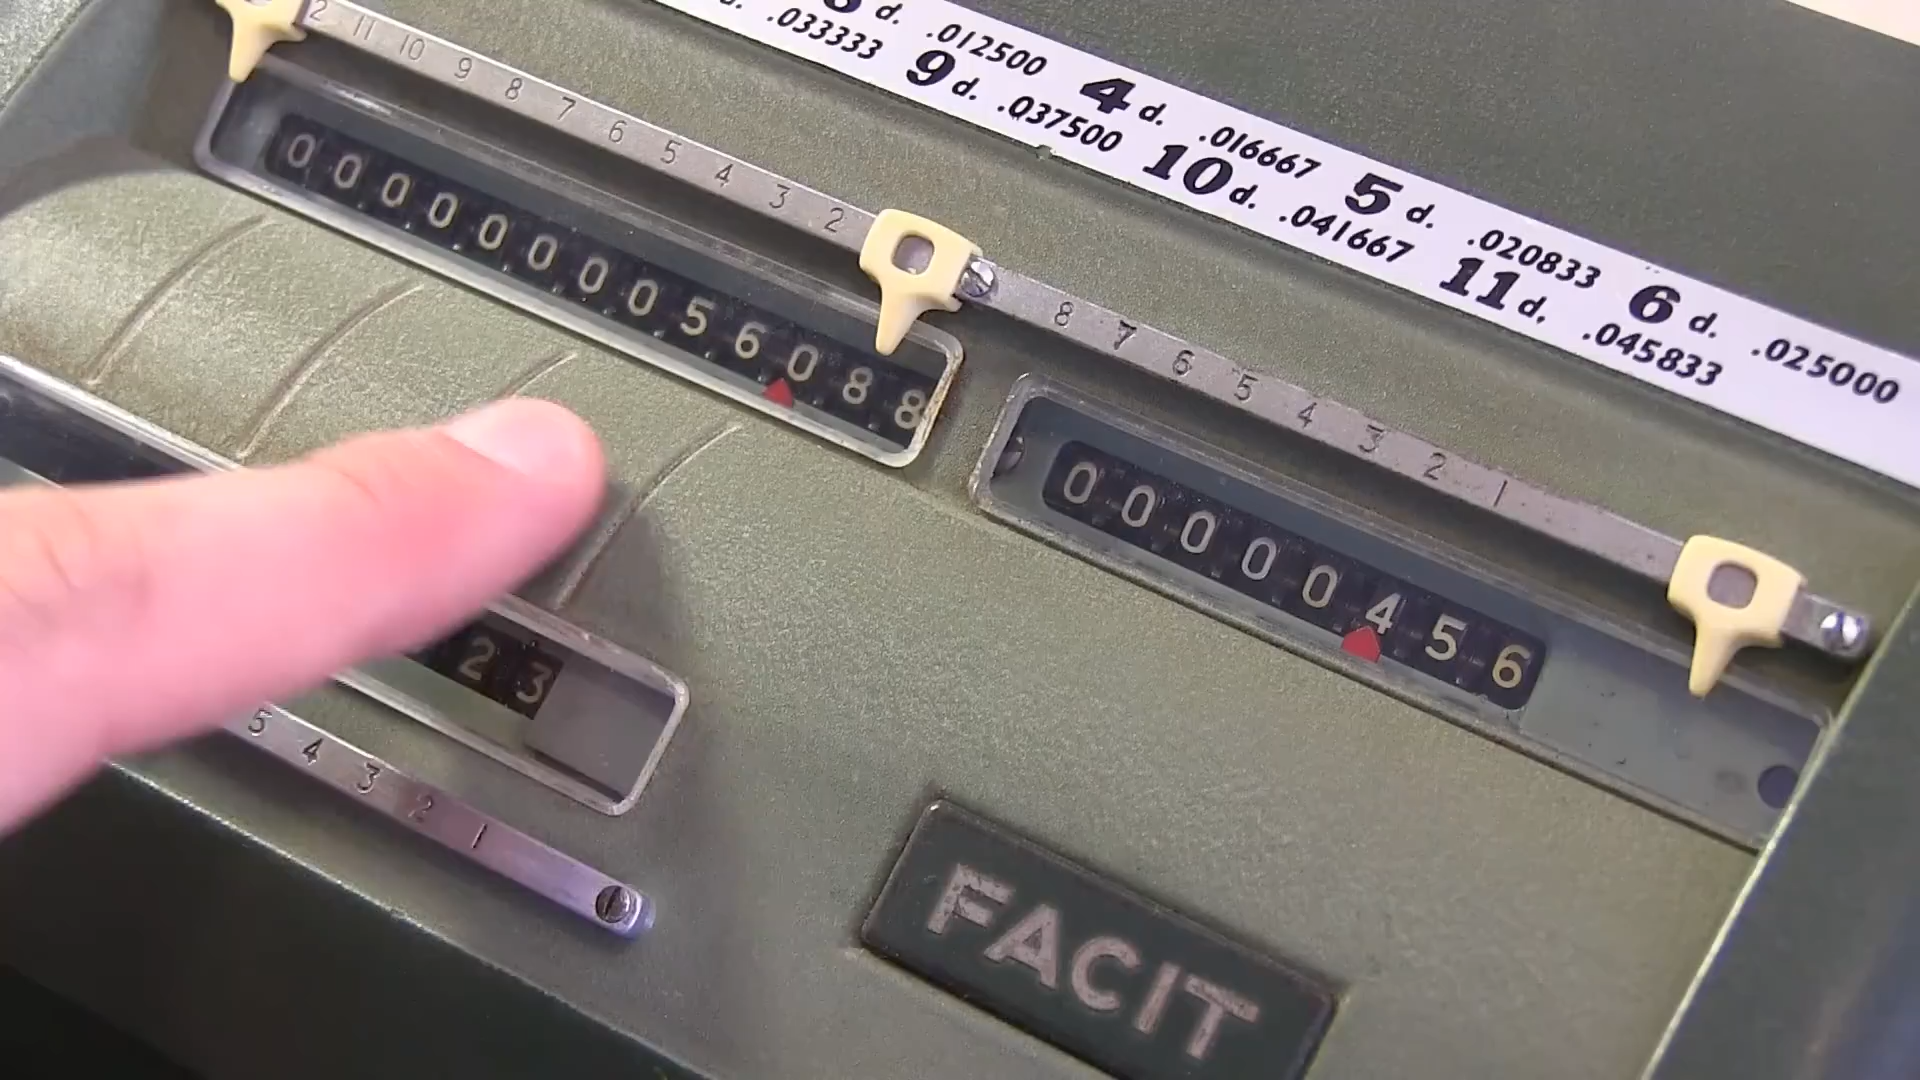 d. .012500 4 d. .016667 5 d. .020833 6 d. .025000
d. .033333 9 d. .037500 10 d. .041667 11 d. .045833
2 11 10 9 8 7 6 5 4 3 2
0000000056088
8 7 6 5 4 3 2 1
00000456
23
5 4 3 2 1
FACIT